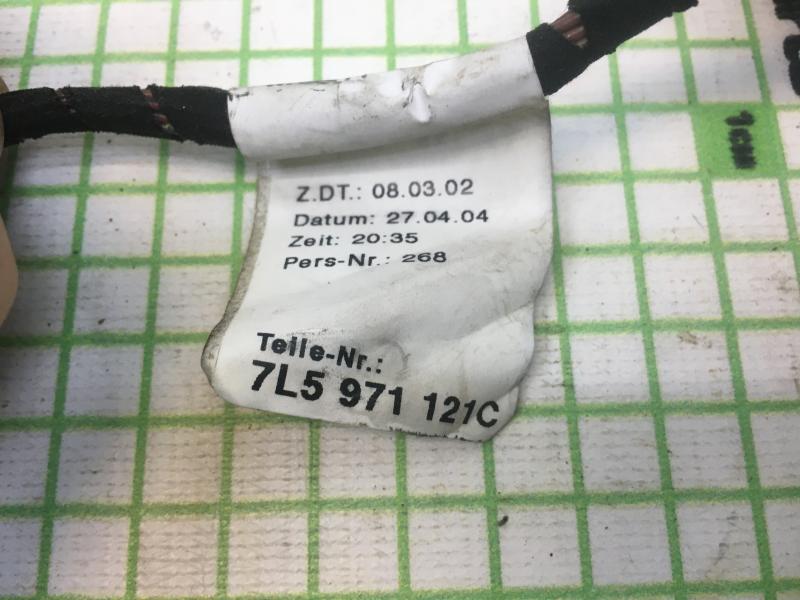 Z.DT.: 08.03.02
Datum: 27.04.04
Zeit: 20:35
Pers-Nr.: 268
Teile-Nr.:
7L5 971 121C
1cm